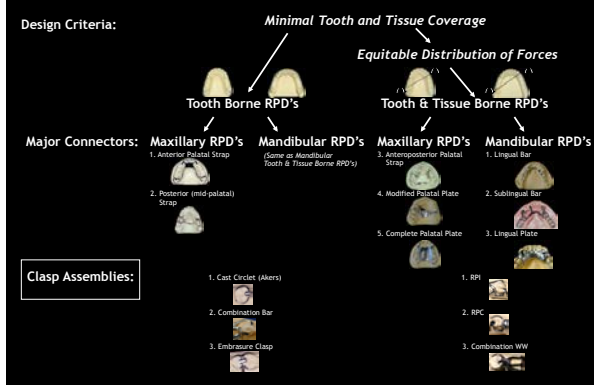 Design Criteria:
Minimal Tooth and Tissue Coverage
Equitable Distribution of Forces
Tooth Borne RPD's
Tooth & Tissue Borne RPD's
Major Connectors:
Maxillary RPD's
1. Anterior Palatal Strap
2. Posterior (mid-palatal)
Strap
Mandibular RPD's
(Same as Mandibular
Tooth & Tissue Borne RPD's)
Maxillary RPD's
3. Anteroposterior Palatal
Strap
4. Modified Palatal Plate
5. Complete Palatal Plate
Mandibular RPD's
1. Lingual Bar
2. Sublingual Bar
3. Lingual Plate
Clasp Assemblies:
1. Cast Circlet (Akers)
2. Combination Bar
3. Embrasure Clasp
1. RPI
2. RPC
3. Combination WW